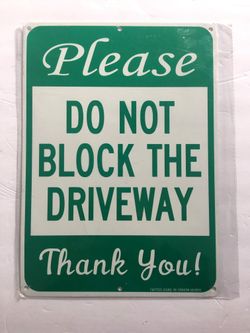 Please
DO NOT
BLOCK THE
DRIVEWAY
Thank You!